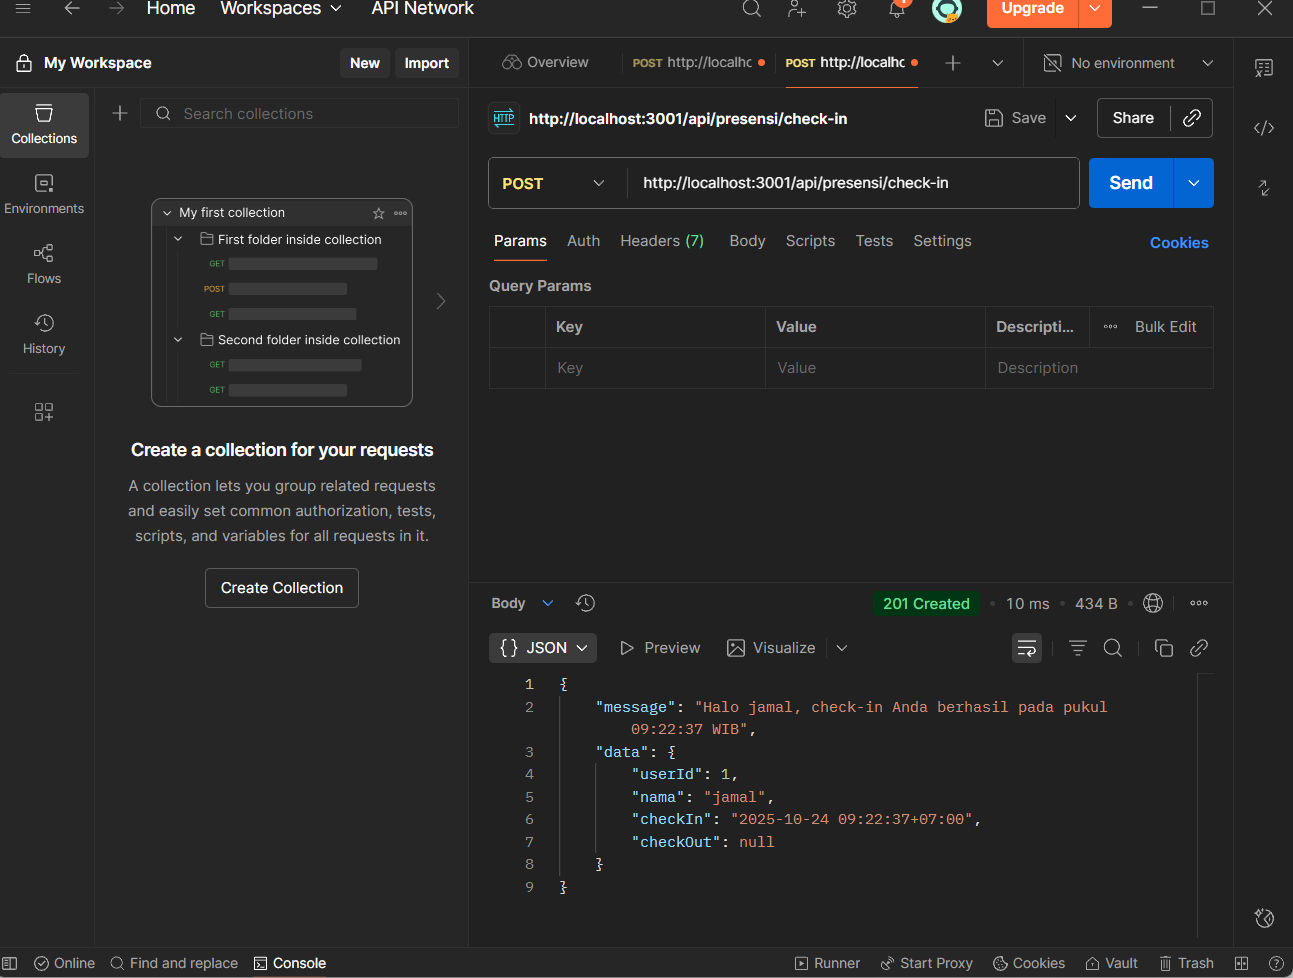 Home Workspaces API Network Upgrade
My Workspace New Import Overview POST http://localhc POST http://localhc No environment
Collections
Environments
Flows
History
Search collections
My first collection
First folder inside collection
GET
POST
GET
Second folder inside collection
GET
GET
Create a collection for your requests
A collection lets you group related requests
and easily set common authorization, tests,
scripts, and variables for all requests in it.
Create Collection
HTTP http://localhost:3001/api/presensi/check-in Save Share
POST http://localhost:3001/api/presensi/check-in Send
Params Auth Headers (7) Body Scripts Tests Settings Cookies
Query Params
Key Value Descripti... Bulk Edit
Key Value Description
Body 201 Created 10 ms 434 B
{} JSON Preview Visualize
1 {
2 "message": "Halo jamal, check-in Anda berhasil pada pukul
09:22:37 WIB",
3 "data": {
4 "userId": 1,
5 "nama": "jamal",
6 "checkIn": "2025-10-24 09:22:37+07:00",
7 "checkOut": null
8 }
9 }
Online Find and replace Console Runner Start Proxy Cookies Vault Trash